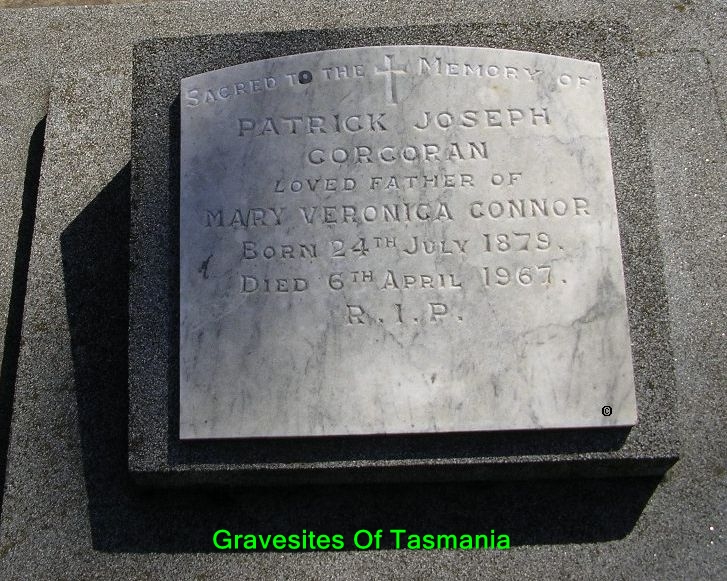 SACRED TO THE MEMORY OF
PATRICK JOSEPH
CORCORAN
LOVED FATHER OF
MARY VERONICA CONNOR
BORN 24TH JULY 1879.
DIED 6TH APRIL 1967.
R.I.P.
©
Gravesites Of Tasmania